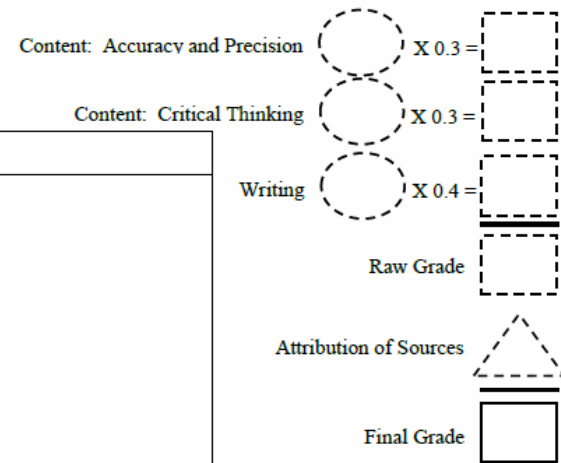 Content: Accuracy and Precision X 0.3 =
Content: Critical Thinking X 0.3 =
Writing X 0.4 =
Raw Grade
Attribution of Sources
Final Grade